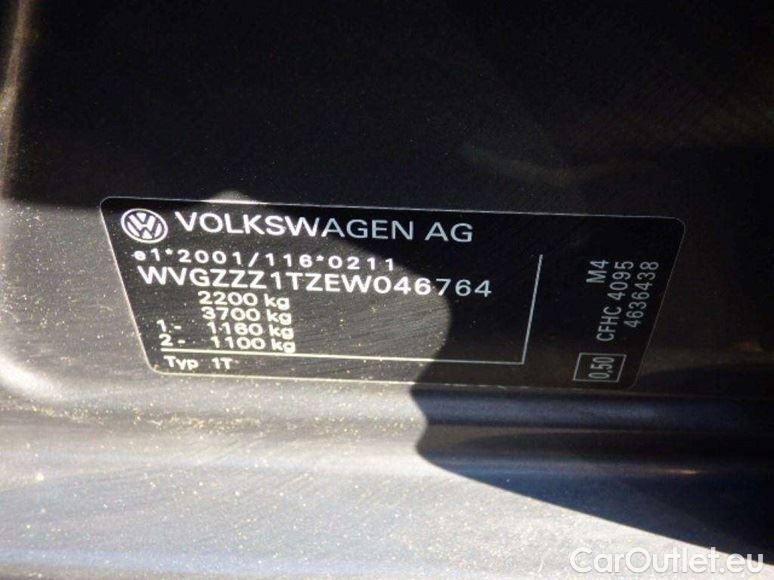 VOLKSWAGEN AG
e1*2001/116*0211
WVGZZZ1TZEW046764
2200 kg
3700 kg
1 - 1160 kg
2 - 1100 kg
Typ 1T
M4
CFHC 4095
4636438
0,50
CarOutlet.eu